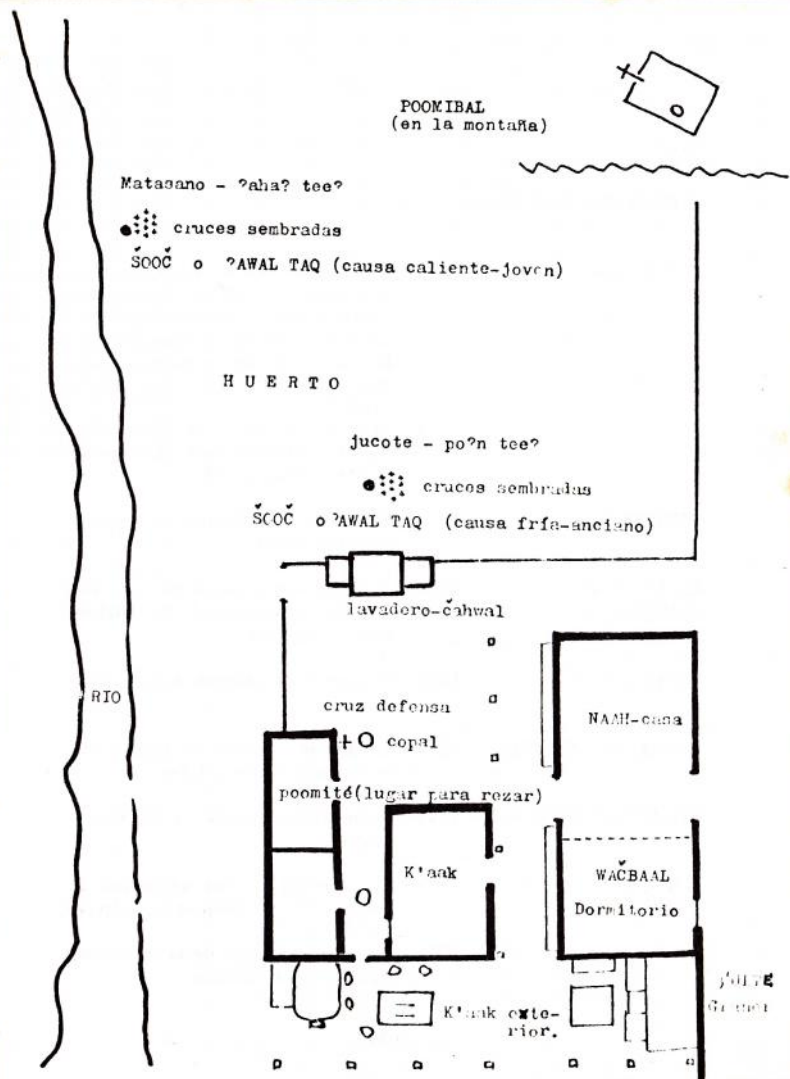 POOMIBAL
(en la montaña)
Matasano - ?aha? tee?
cruces sembradas
ŠOOČ o ?AWAL TAQ (causa caliente-joven)
H U E R T O
jucote - po?n tee?
cruces sembradas
ŠOOČ o ?AWAL TAQ (causa fría-anciano)
lavadero-čahwal
RIO
cruz defensa
copal
NAAH-casa
poomité(lugar para rezar)
K'aak
WAČBAAL
Dormitorio
K'aak exte-
rior.